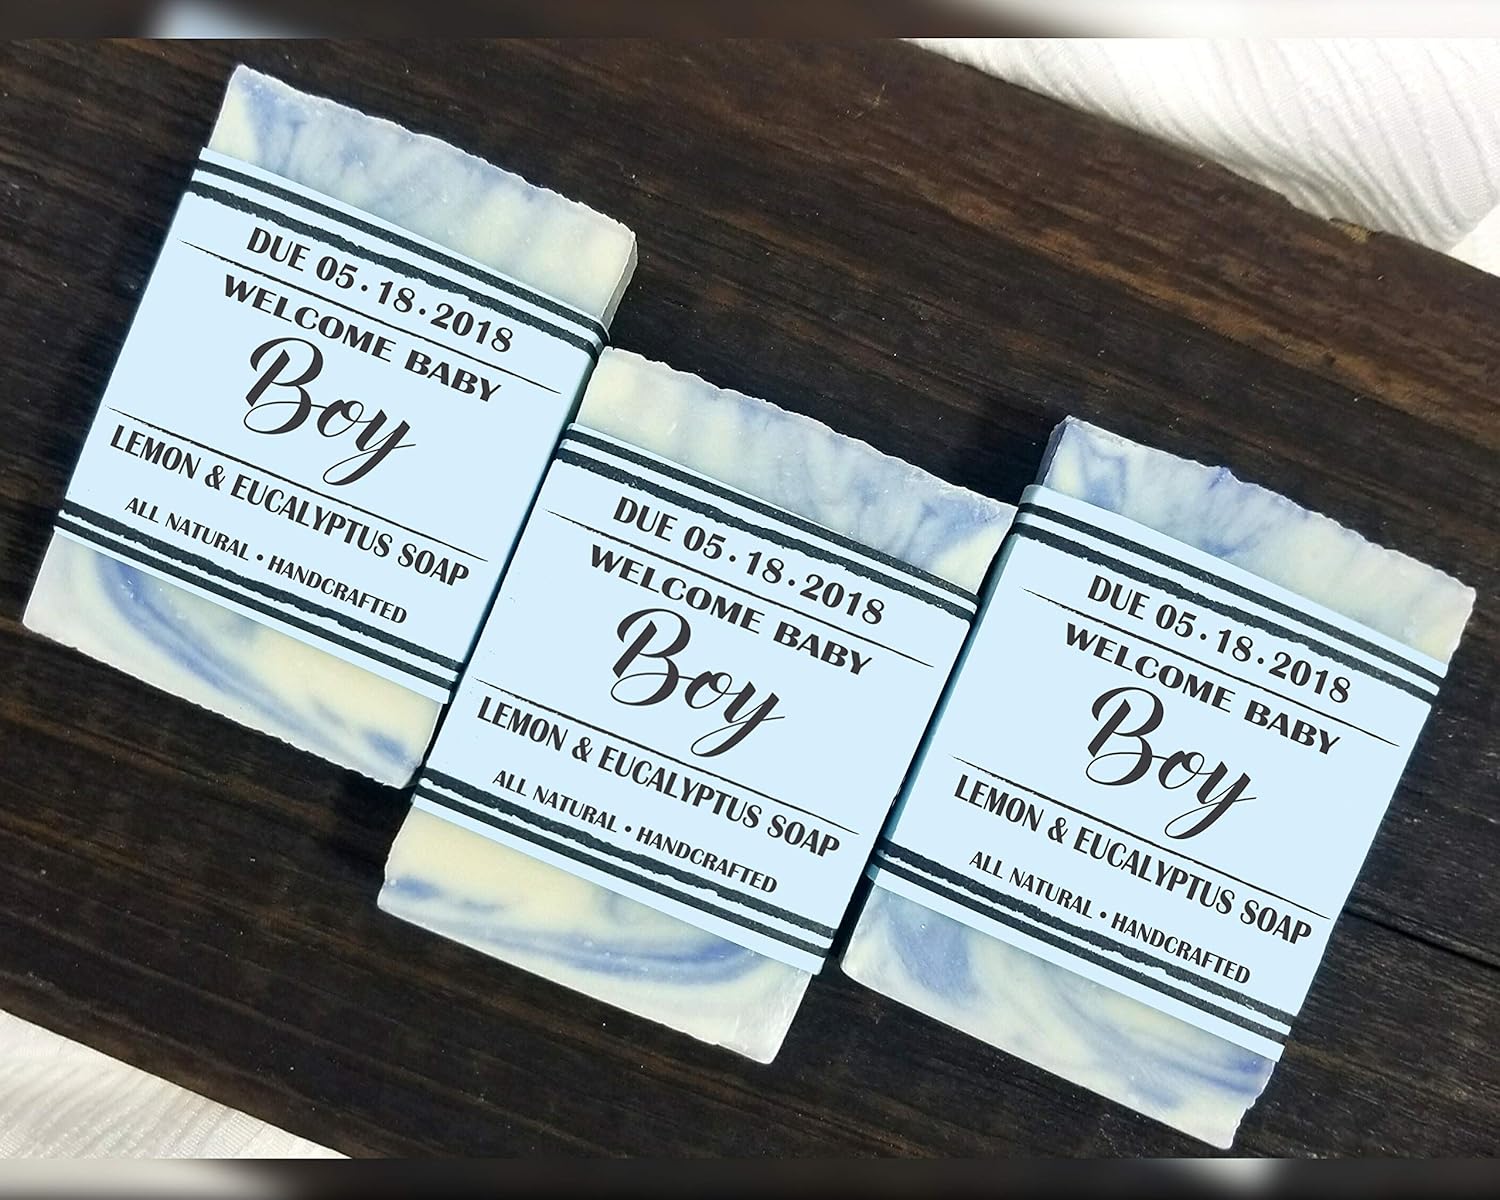 DUE 05.18.2018
WELCOME BABY
Boy
LEMON & EUCALYPTUS SOAP
ALL NATURAL • HANDCRAFTED
DUE 05.18.2018
WELCOME BABY
Boy
LEMON & EUCALYPTUS SOAP
ALL NATURAL • HANDCRAFTED
DUE 05.18.2018
WELCOME BABY
Boy
LEMON & EUCALYPTUS SOAP
ALL NATURAL • HANDCRAFTED